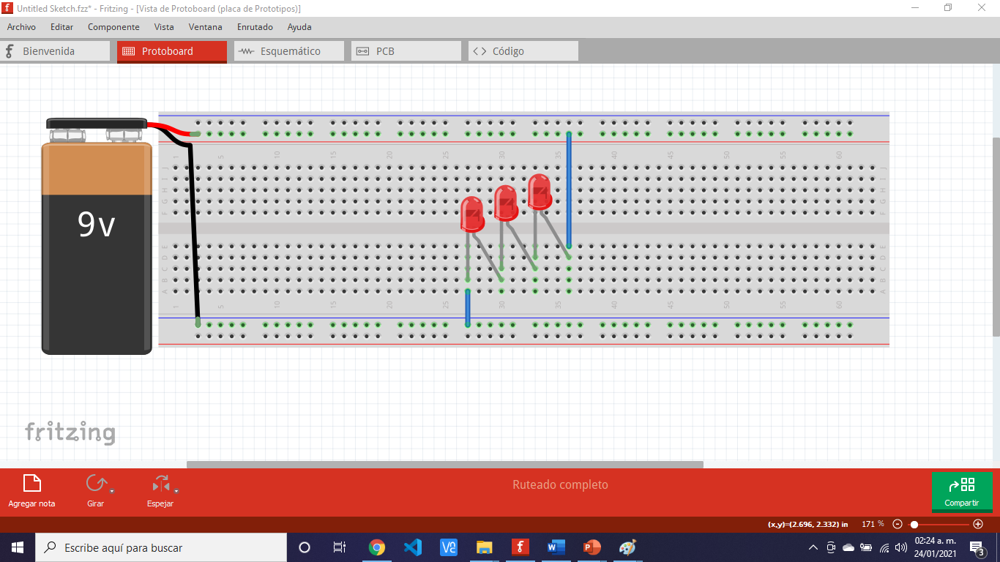 Untitled Sketch.fzz* - Fritzing - [Vista de Protoboard (placa de Prototipos)]
Archivo Editar Componente Vista Ventana Enrutado Ayuda
Bienvenida Protoboard Esquemático PCB Código
1 5 10 15 20 25 30 35 40 45 50 55 60
J J
I I
H H
G G
F F
9v
E E
D D
C C
B B
A A
1 5 10 15 20 25 30 35 40 45 50 55 60
fritzing
Ruteado completo
Agregar nota Girar Espejar Compartir
(x,y)=(2.696, 2.332) in 171 %
Escribe aquí para buscar
02:24 a. m.
24/01/2021
3